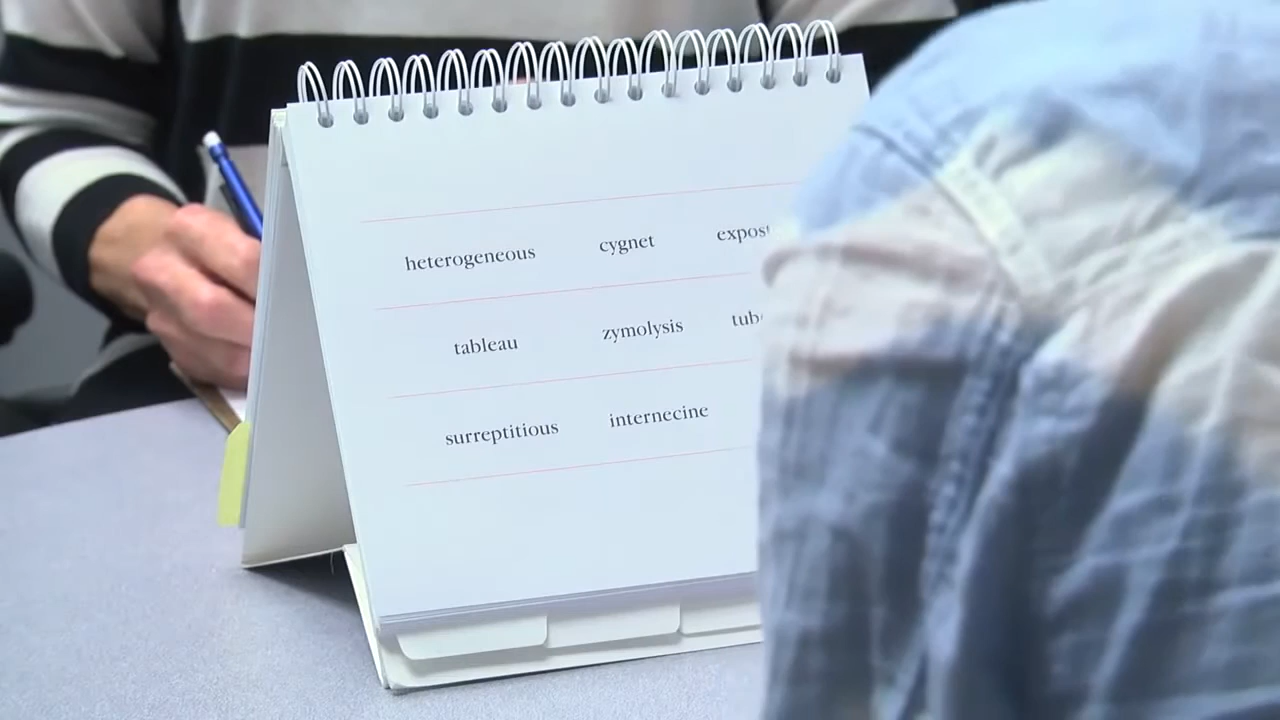 heterogeneous cygnet
tableau zymolysis
surreptitious internecine